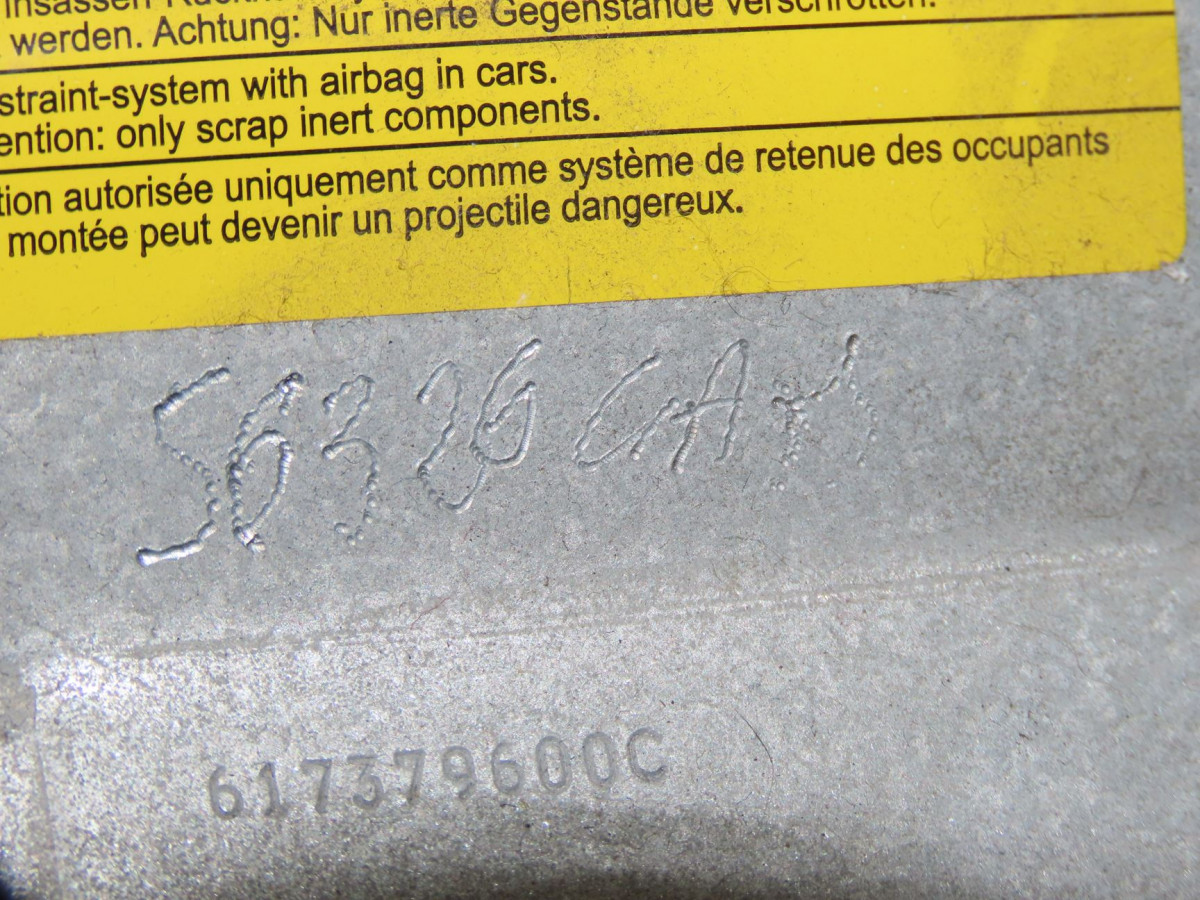 werden. Achtung: Nur inerte Gegenstände verschrotten.
straint-system with airbag in cars.
ention: only scrap inert components.
tion autorisée uniquement comme système de retenue des occupants
montée peut devenir un projectile dangereux.
56326
617379600C